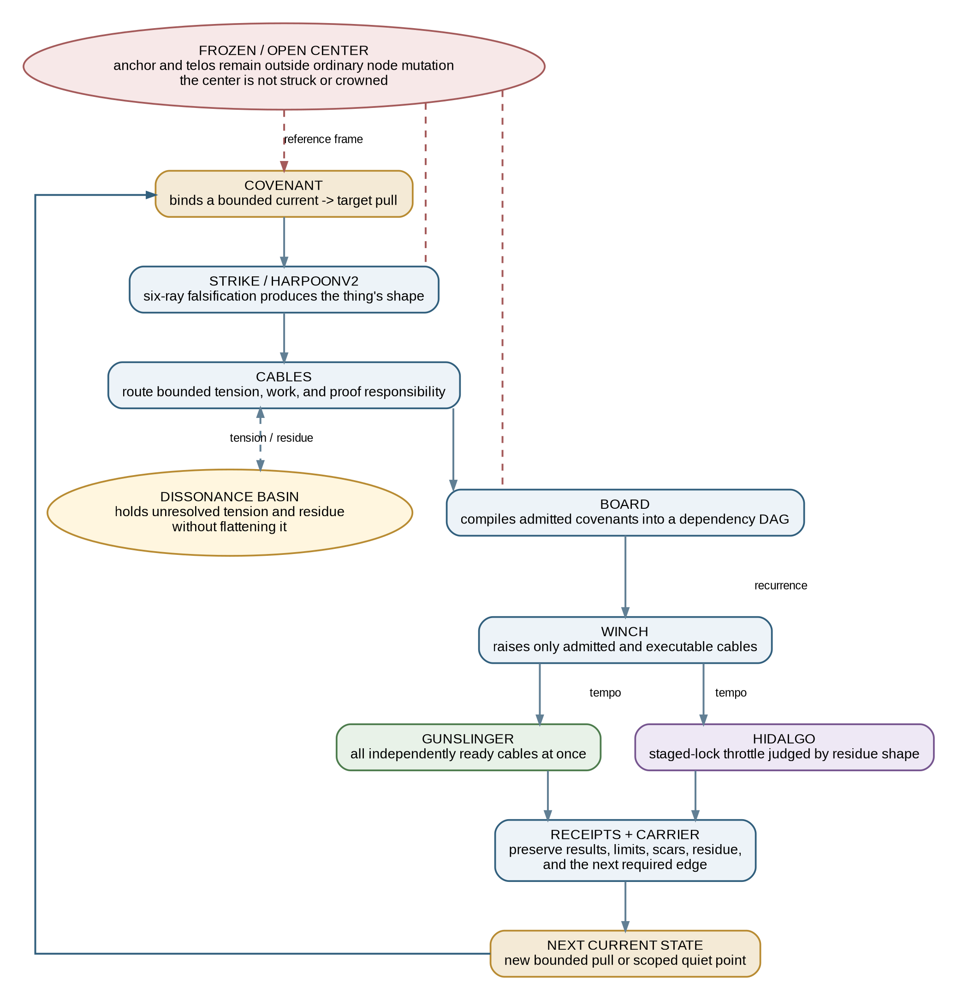 FROZEN / OPEN CENTER
anchor and telos remain outside ordinary node mutation
the center is not struck or crowned
reference frame
COVENANT
binds a bounded current -> target pull
STRIKE / HARPOONV2
six-ray falsification produces the thing's shape
CABLES
route bounded tension, work, and proof responsibility
tension / residue
DISSONANCE BASIN
holds unresolved tension and residue
without flattening it
BOARD
compiles admitted covenants into a dependency DAG
recurrence
WINCH
raises only admitted and executable cables
tempo
tempo
GUNSLINGER
all independently ready cables at once
HIDALGO
staged-lock throttle judged by residue shape
RECEIPTS + CARRIER
preserve results, limits, scars, residue,
and the next required edge
NEXT CURRENT STATE
new bounded pull or scoped quiet point